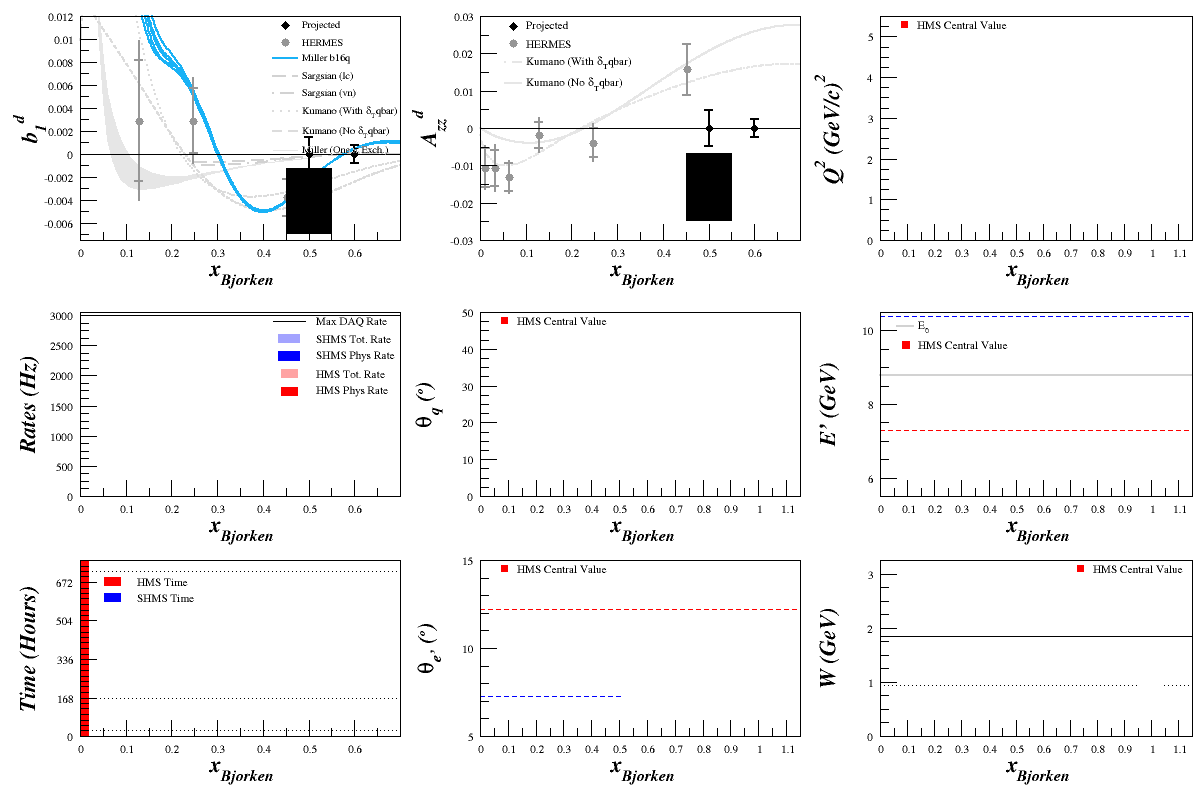 0.012
0.01
0.008
0.006
0.004
0.002
0
-0.002
-0.004
-0.006
b₁ᵈ
Projected
HERMES
Miller b16q
Sargsian (lc)
Sargsian (vn)
Kumano (With δTqbar)
Kumano (No δTqbar)
0 0.1 0.2 0.3 0.4 0.5 0.6
xBjorken
0.03
0.02
0.01
0
-0.01
-0.02
-0.03
Azzᵈ
Projected
HERMES
Kumano (With δTqbar)
Kumano (No δTqbar)
0 0.1 0.2 0.3 0.4 0.5 0.6
xBjorken
5
4
3
2
1
0
Q² (GeV/c)²
HMS Central Value
0 0.1 0.2 0.3 0.4 0.5 0.6 0.7 0.8 0.9 1 1.1
xBjorken
3000
2500
2000
1500
1000
500
0
Rates (Hz)
Max DAQ Rate
SHMS Tot. Rate
SHMS Phys Rate
HMS Tot. Rate
HMS Phys Rate
0 0.1 0.2 0.3 0.4 0.5 0.6
xBjorken
50
40
30
20
10
0
θq (°)
HMS Central Value
0 0.1 0.2 0.3 0.4 0.5 0.6 0.7 0.8 0.9 1 1.1
xBjorken
10
8
6
E' (GeV)
E₀
HMS Central Value
0 0.1 0.2 0.3 0.4 0.5 0.6 0.7 0.8 0.9 1 1.1
xBjorken
672
504
336
168
0
Time (Hours)
HMS Time
SHMS Time
0 0.1 0.2 0.3 0.4 0.5 0.6
xBjorken
15
10
5
θe' (°)
HMS Central Value
0 0.1 0.2 0.3 0.4 0.5 0.6 0.7 0.8 0.9 1 1.1
xBjorken
3
2
1
0
W (GeV)
HMS Central Value
0 0.1 0.2 0.3 0.4 0.5 0.6 0.7 0.8 0.9 1 1.1
xBjorken